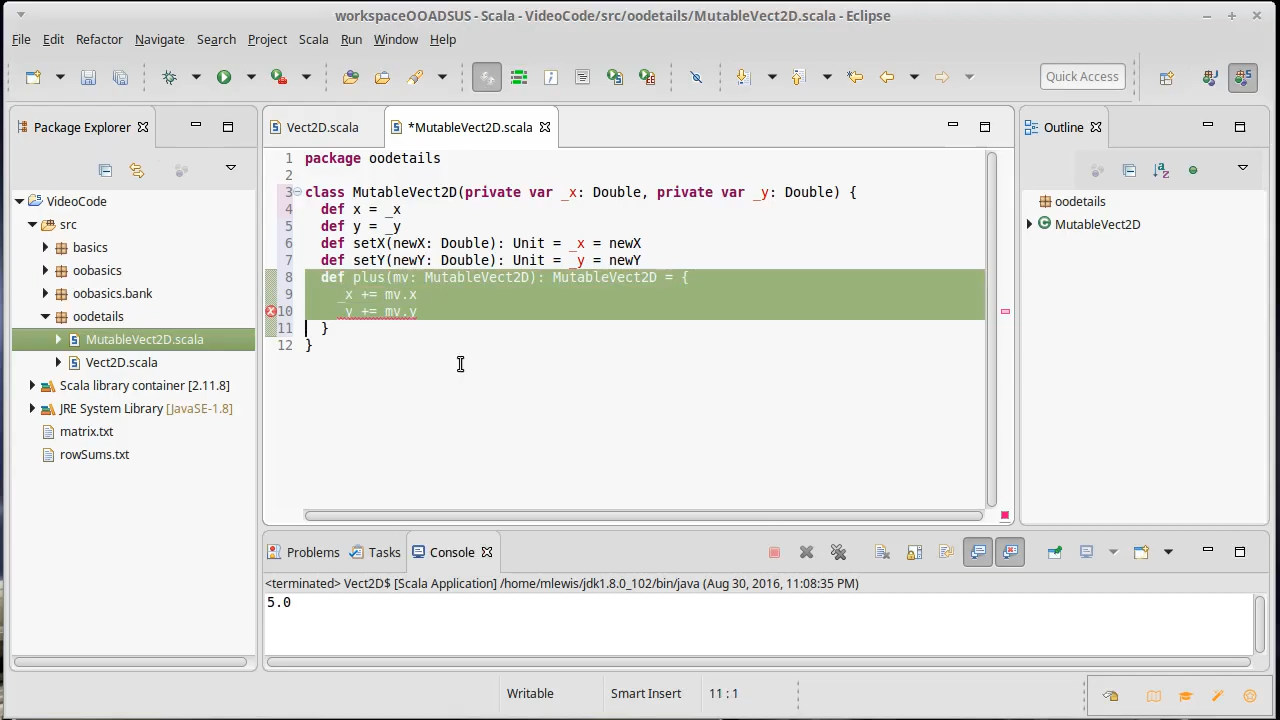 workspaceOOADSUS - Scala - VideoCode/src/oodetails/MutableVect2D.scala - Eclipse
File Edit Refactor Navigate Search Project Scala Run Window Help
Quick Access
Package Explorer
Vect2D.scala
*MutableVect2D.scala
Outline
VideoCode
src
basics
oobasics
oobasics.bank
oodetails
MutableVect2D.scala
Vect2D.scala
Scala library container [2.11.8]
JRE System Library [JavaSE-1.8]
matrix.txt
rowSums.txt
1 package oodetails
2
3 class MutableVect2D(private var _x: Double, private var _y: Double) {
4 def x = _x
5 def y = _y
6 def setX(newX: Double): Unit = _x = newX
7 def setY(newY: Double): Unit = _y = newY
8 def plus(mv: MutableVect2D): MutableVect2D = {
9 _x += mv.x
10 _y += mv.y
11 }
12 }
oodetails
MutableVect2D
Problems Tasks Console
<terminated> Vect2D$ [Scala Application] /home/mlewis/jdk1.8.0_102/bin/java (Aug 30, 2016, 11:08:35 PM)
5.0
Writable Smart Insert 11 : 1